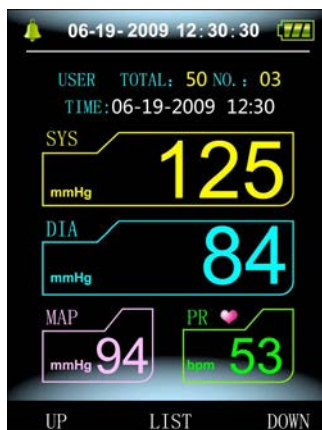 06-19-2009 12:30:30
USER TOTAL: 50 NO.: 03
TIME:06-19-2009 12:30
SYS
mmHg 125
DIA
mmHg 84
MAP
mmHg 94
PR
bpm 53
UP LIST DOWN